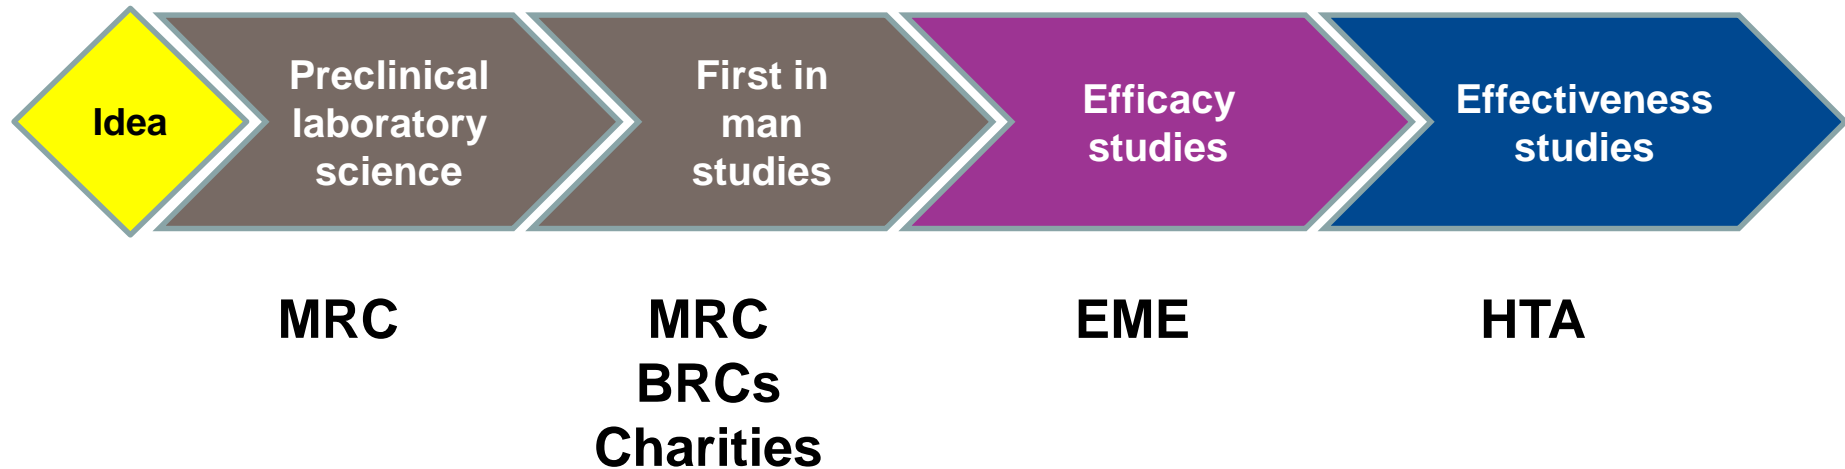 Idea
Preclinical
laboratory
science
First in
man
studies
Efficacy
studies
Effectiveness
studies
MRC
MRC
BRCs
Charities
EME
HTA